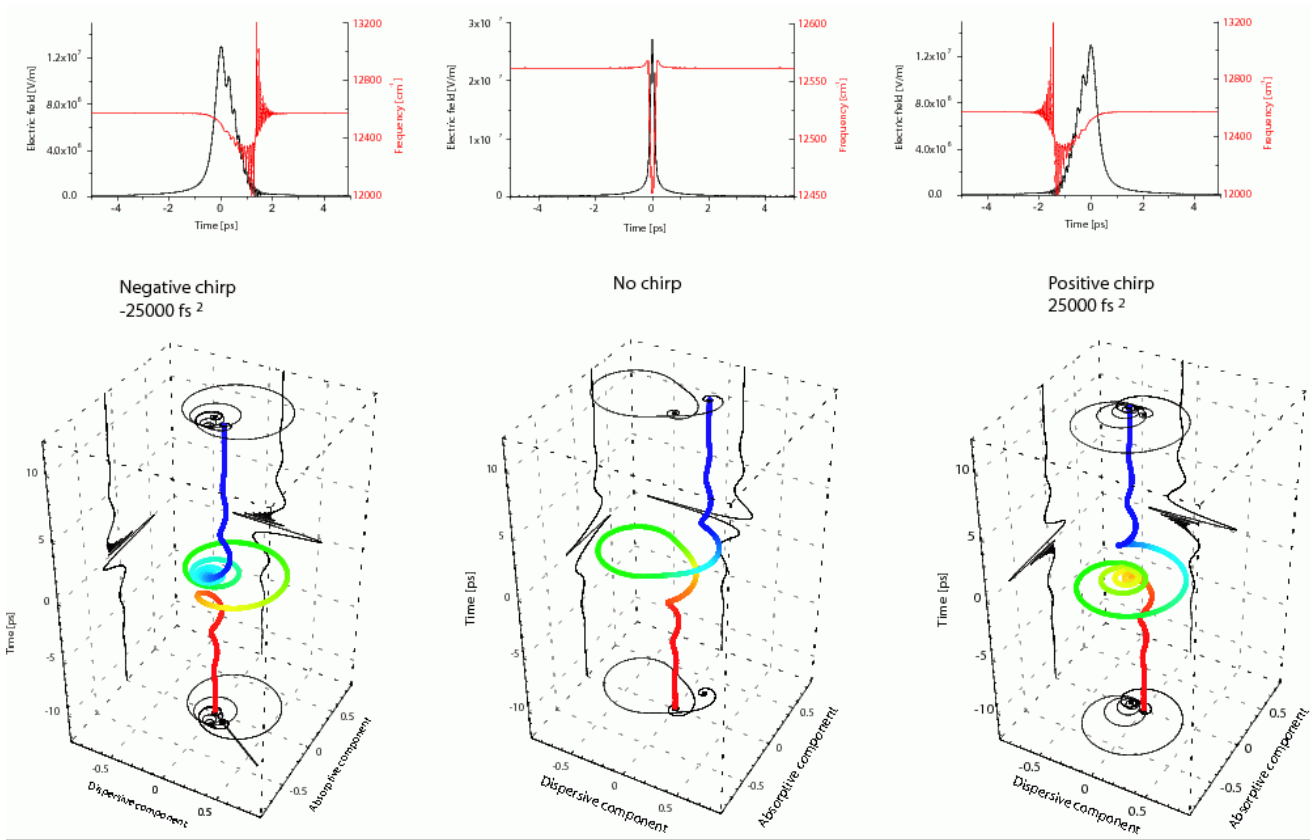 Electric field [V/m]
1.2x10⁷
8.0x10⁶
4.0x10⁶
0.0
-4 -2 0 2 4
Time [ps]
13200
12800
12400
12000
Frequency [cm⁻¹]
Electric field [V/m]
3x10⁷
2x10⁷
1x10⁷
0
-4 -2 0 2 4
Time [ps]
12600
12550
12500
12450
Frequency [cm⁻¹]
Electric field [V/m]
1.2x10⁷
8.0x10⁶
4.0x10⁶
0.0
-4 -2 0 2 4
Time [ps]
13200
12800
12400
12000
Frequency [cm⁻¹]
Negative chirp
-25000 fs ²
No chirp
Positive chirp
25000 fs ²
Time [ps]
10
5
0
-5
-10
-0.5 0 0.5
Dispersive component
-0.5 0 0.5
Absorptive component
Time [ps]
10
5
0
-5
-10
-0.5 0 0.5
Dispersive component
-0.5 0 0.5
Absorptive component
Time [ps]
10
5
0
-5
-10
-0.5 0 0.5
Dispersive component
-0.5 0 0.5
Absorptive component